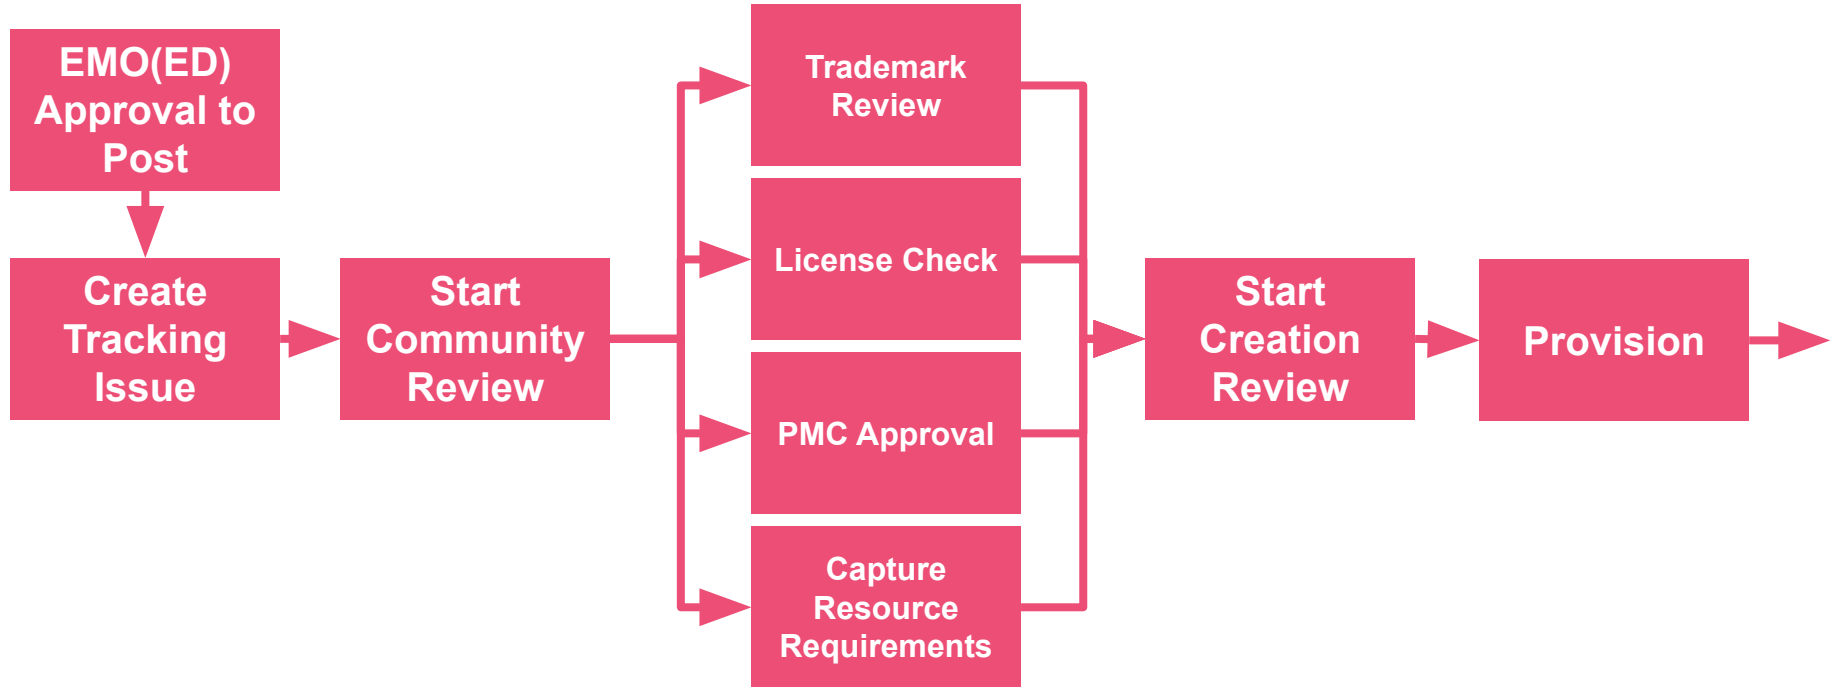 EMO(ED)
Approval to
Post
Create
Tracking
Issue
Start
Community
Review
Trademark
Review
License Check
PMC Approval
Capture
Resource
Requirements
Start
Creation
Review
Provision